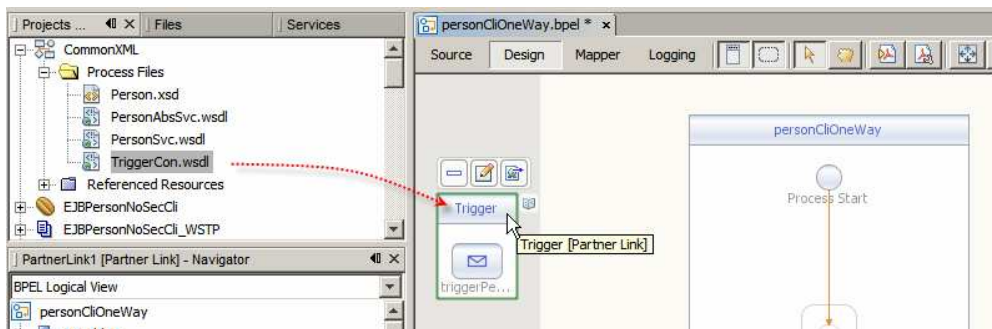 Projects ...
Files
Services
CommonXML
Process Files
Person.xsd
PersonAbsSvc.wsdl
PersonSvc.wsdl
TriggerCon.wsdl
Referenced Resources
EJBPersonNoSecCli
EJBPersonNoSecCli_WSTP
PartnerLink1 [Partner Link] - Navigator
BPEL Logical View
personCliOneWay
personCliOneWay.bpel *
Source Design Mapper Logging
Trigger
Trigger [Partner Link]
triggerPe...
personCliOneWay
Process Start